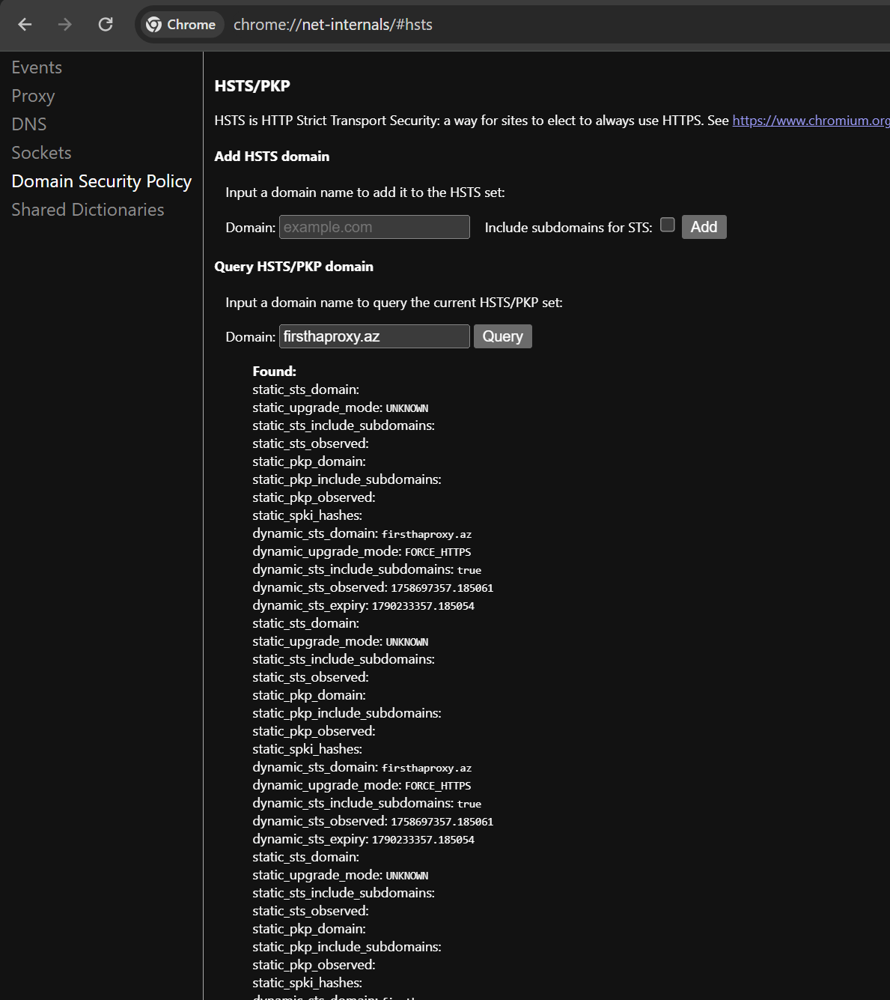 Chrome chrome://net-internals/#hsts
Events
Proxy
DNS
Sockets
Domain Security Policy
Shared Dictionaries
HSTS/PKP
HSTS is HTTP Strict Transport Security: a way for sites to elect to always use HTTPS. See https://www.chromium.org
Add HSTS domain
Input a domain name to add it to the HSTS set:
Domain: example.com Include subdomains for STS: Add
Query HSTS/PKP domain
Input a domain name to query the current HSTS/PKP set:
Domain: firsthaproxy.az Query
Found:
static_sts_domain:
static_upgrade_mode: UNKNOWN
static_sts_include_subdomains:
static_sts_observed:
static_pkp_domain:
static_pkp_include_subdomains:
static_pkp_observed:
static_spki_hashes:
dynamic_sts_domain: firsthaproxy.az
dynamic_upgrade_mode: FORCE_HTTPS
dynamic_sts_include_subdomains: true
dynamic_sts_observed: 1758697357.185061
dynamic_sts_expiry: 1790233357.185054
static_sts_domain:
static_upgrade_mode: UNKNOWN
static_sts_include_subdomains:
static_sts_observed:
static_pkp_domain:
static_pkp_include_subdomains:
static_pkp_observed:
static_spki_hashes:
dynamic_sts_domain: firsthaproxy.az
dynamic_upgrade_mode: FORCE_HTTPS
dynamic_sts_include_subdomains: true
dynamic_sts_observed: 1758697357.185061
dynamic_sts_expiry: 1790233357.185054
static_sts_domain:
static_upgrade_mode: UNKNOWN
static_sts_include_subdomains:
static_sts_observed:
static_pkp_domain:
static_pkp_include_subdomains:
static_pkp_observed:
static_spki_hashes: